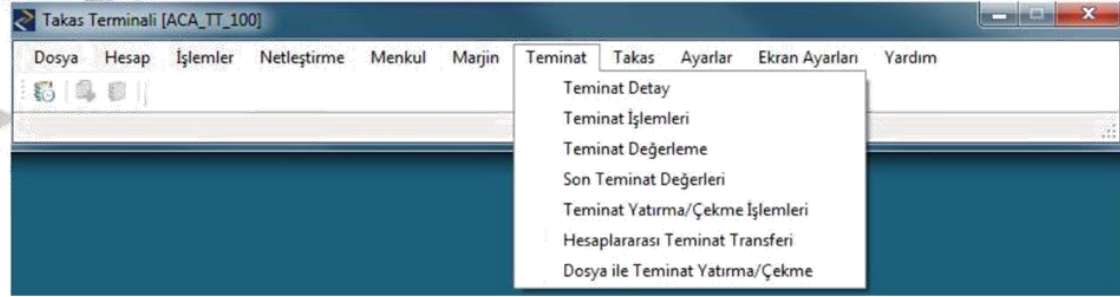 Takas Terminali [ACA_TT_100]
Dosya Hesap İşlemler Netleştirme Menkul Marjin Teminat Takas Ayarlar Ekran Ayarları Yardım
Teminat Detay
Teminat İşlemleri
Teminat Değerleme
Son Teminat Değerleri
Teminat Yatırma/Çekme İşlemleri
Hesaplararası Teminat Transferi
Dosya ile Teminat Yatırma/Çekme